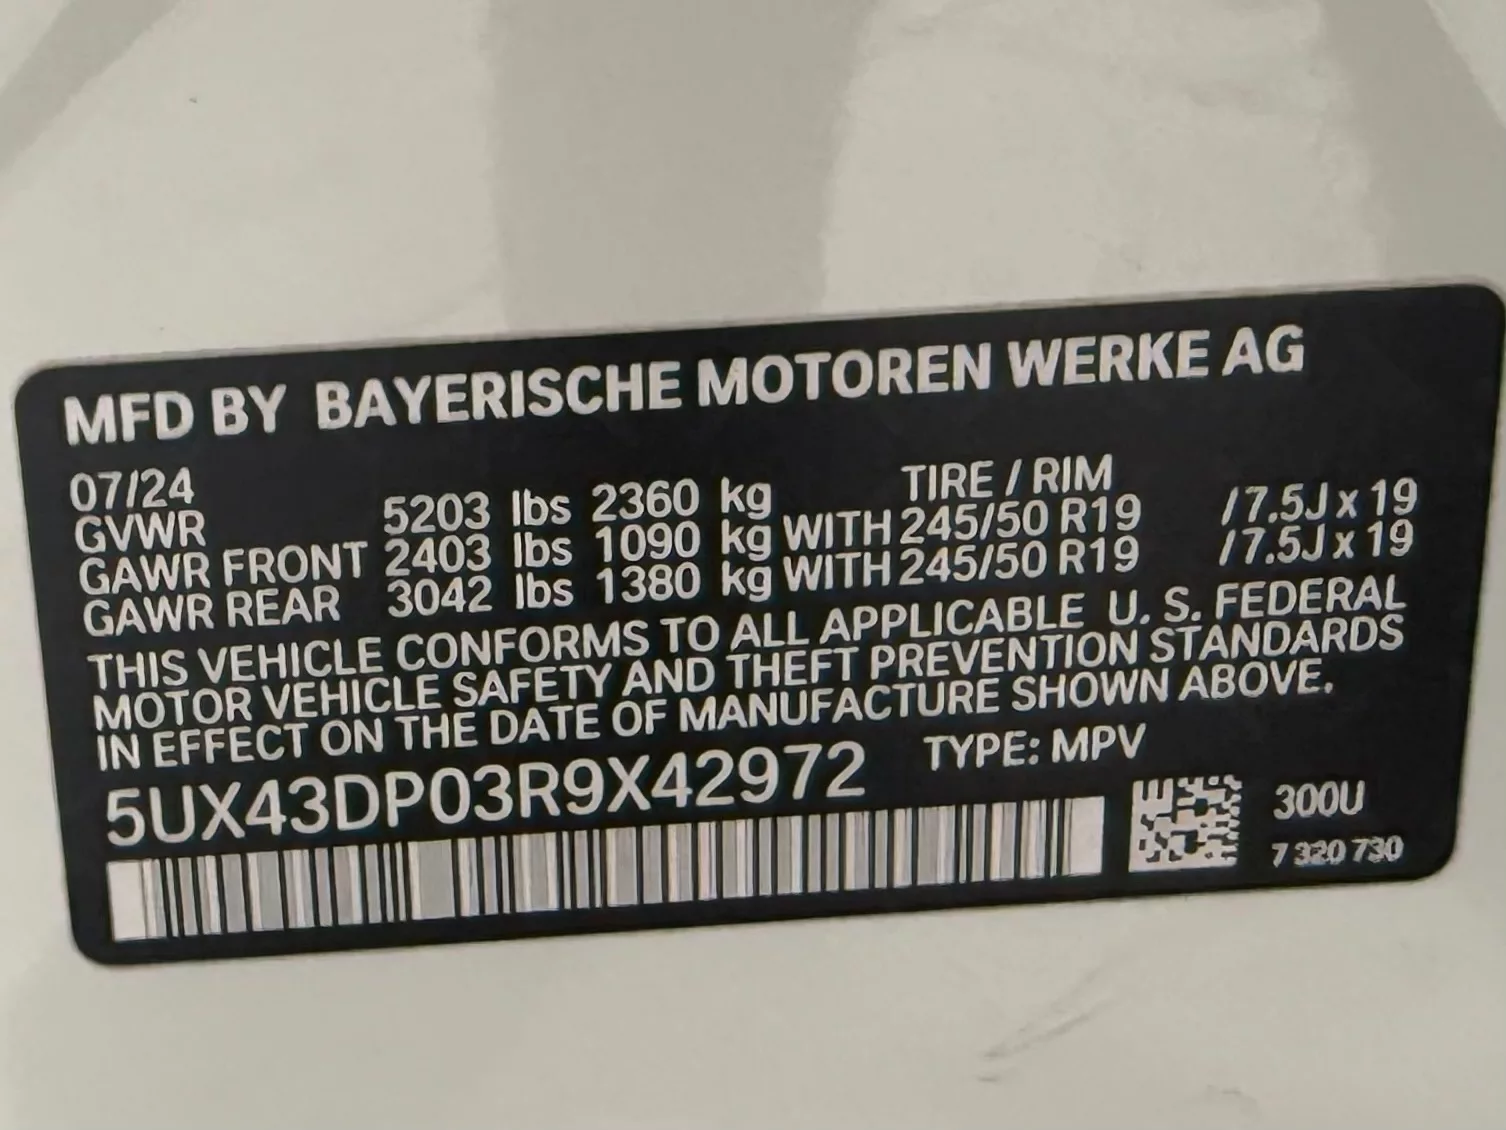 MFD BY BAYERISCHE MOTOREN WERKE AG
07/24 TIRE / RIM
GVWR 5203 lbs 2360 kg
GAWR FRONT 2403 lbs 1090 kg WITH 245/50 R19 /7.5J x 19
GAWR REAR 3042 lbs 1380 kg WITH 245/50 R19 /7.5J x 19
THIS VEHICLE CONFORMS TO ALL APPLICABLE U. S. FEDERAL
MOTOR VEHICLE SAFETY AND THEFT PREVENTION STANDARDS
IN EFFECT ON THE DATE OF MANUFACTURE SHOWN ABOVE.
5UX43DP03R9X42972 TYPE: MPV
300U
7 320 730